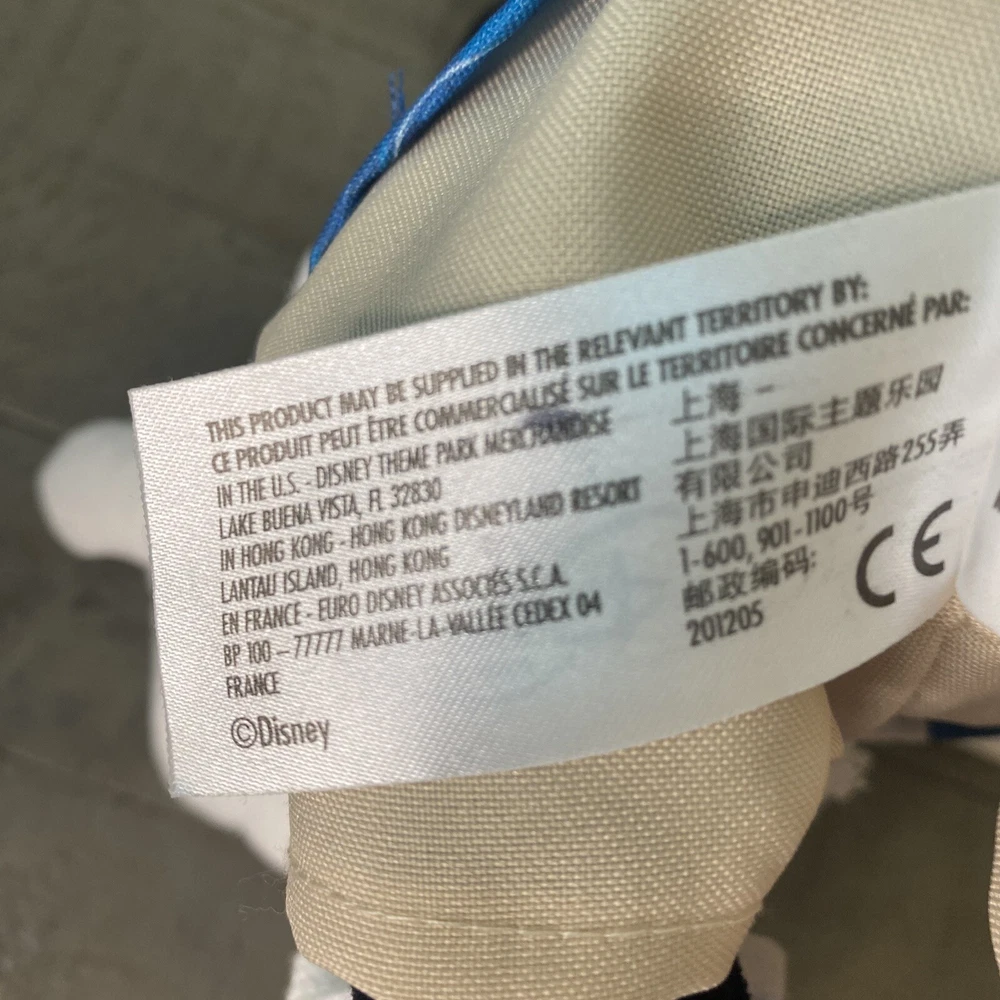 THIS PRODUCT MAY BE SUPPLIED IN THE RELEVANT TERRITORY BY:
CE PRODUIT PEUT ÊTRE COMMERCIALISÉ SUR LE TERRITOIRE CONCERNÉ PAR:
IN THE U.S. - DISNEY THEME PARK MERCHANDISE
LAKE BUENA VISTA, FL 32830
IN HONG KONG - HONG KONG DISNEYLAND RESORT
LANTAU ISLAND, HONG KONG
EN FRANCE - EURO DISNEY ASSOCIÉS S.C.A.
BP 100 – 77777 MARNE-LA-VALLÉE CEDEX 04
FRANCE
©Disney
上海 -
上海国际主题乐园
有限公司
上海市申迪西路255弄
1-600, 901-1100号
邮政编码:
201205
CE